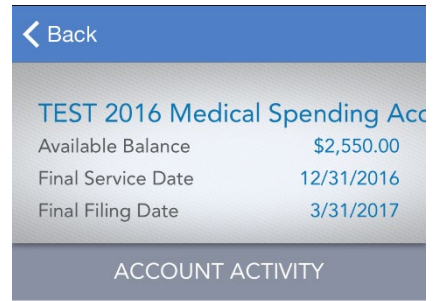 Back
TEST 2016 Medical Spending Acc
Available Balance $2,550.00
Final Service Date 12/31/2016
Final Filing Date 3/31/2017
ACCOUNT ACTIVITY